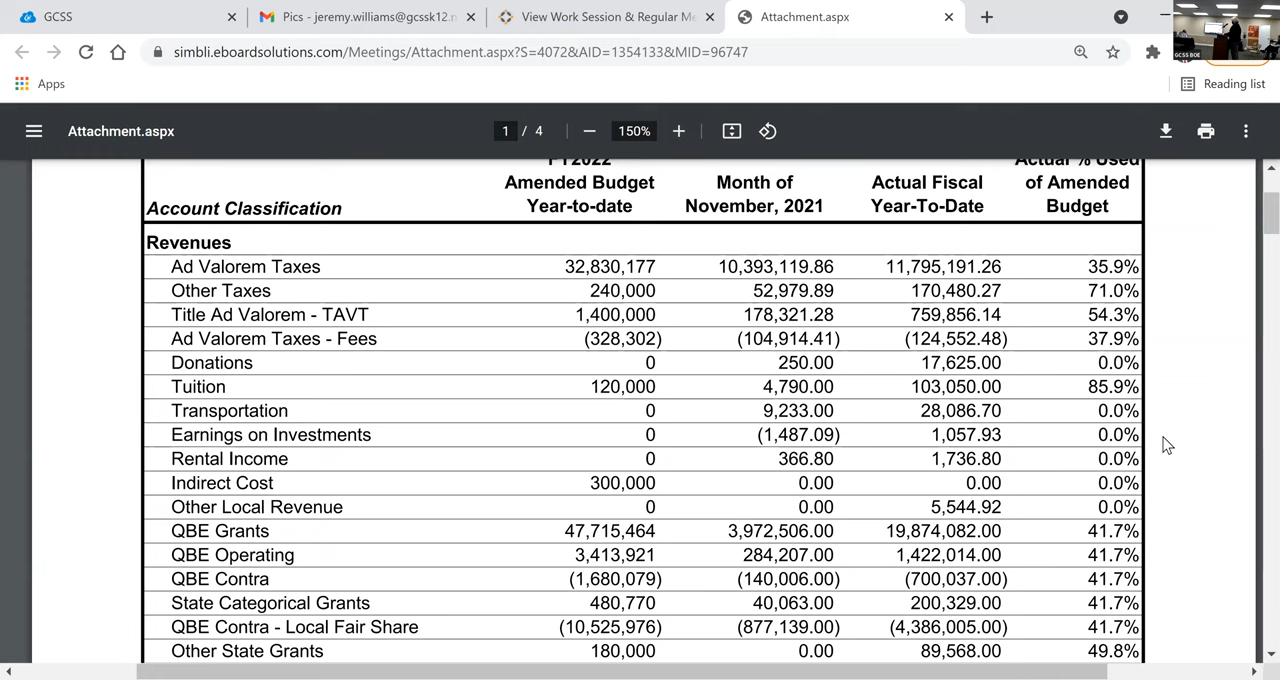 GCSS
Pics - jeremy.williams@gcssk12.n
View Work Session & Regular Me
Attachment.aspx
simbli.eboardsolutions.com/Meetings/Attachment.aspx?S=4072&AID=1354133&MID=96747
GCSS BOE
Apps
Reading list
Attachment.aspx
1 / 4
150%
FY2022 Actual % Used
Amended Budget Month of Actual Fiscal of Amended
Account Classification Year-to-date November, 2021 Year-To-Date Budget
Revenues
Ad Valorem Taxes 32,830,177 10,393,119.86 11,795,191.26 35.9%
Other Taxes 240,000 52,979.89 170,480.27 71.0%
Title Ad Valorem - TAVT 1,400,000 178,321.28 759,856.14 54.3%
Ad Valorem Taxes - Fees (328,302) (104,914.41) (124,552.48) 37.9%
Donations 0 250.00 17,625.00 0.0%
Tuition 120,000 4,790.00 103,050.00 85.9%
Transportation 0 9,233.00 28,086.70 0.0%
Earnings on Investments 0 (1,487.09) 1,057.93 0.0%
Rental Income 0 366.80 1,736.80 0.0%
Indirect Cost 300,000 0.00 0.00 0.0%
Other Local Revenue 0 0.00 5,544.92 0.0%
QBE Grants 47,715,464 3,972,506.00 19,874,082.00 41.7%
QBE Operating 3,413,921 284,207.00 1,422,014.00 41.7%
QBE Contra (1,680,079) (140,006.00) (700,037.00) 41.7%
State Categorical Grants 480,770 40,063.00 200,329.00 41.7%
QBE Contra - Local Fair Share (10,525,976) (877,139.00) (4,386,005.00) 41.7%
Other State Grants 180,000 0.00 89,568.00 49.8%